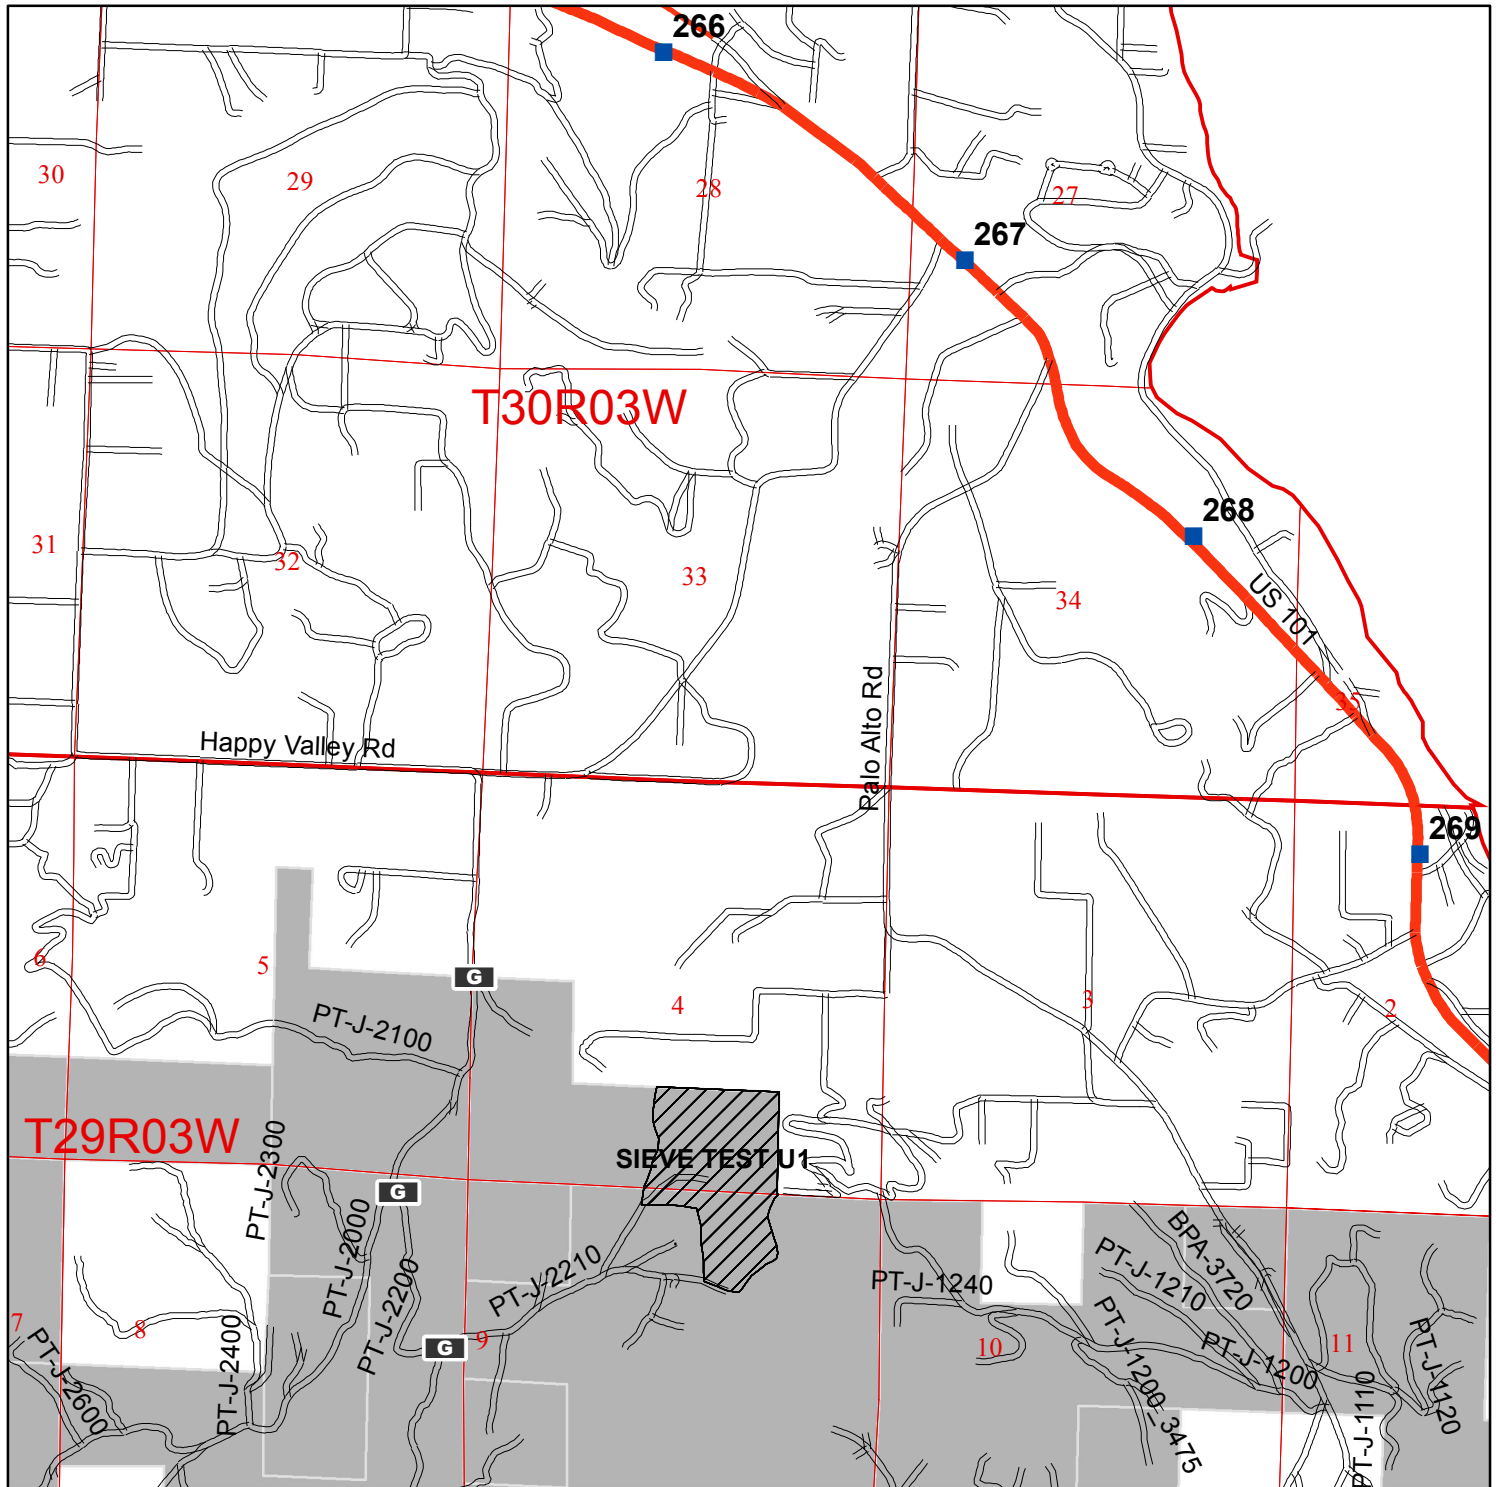 266
30
29
28
27
267
T30R03W
268
31
32
33
34
US 101
35
Happy Valley Rd
Palo Alto Rd
269
6
5
G
4
3
2
PT-J-2100
T29R03W
PT-J-2300
SIEVE TEST U1
G
PT-J-2000
PT-J-2200
PT-J-2210
PT-J-1240
BPA-3720
PT-J-1210
7
8
G
9
10
11
PT-J-2400
PT-J-2600
PT-J-1200
PT-J-1200_3475
PT-J-1110
PT-J-1120